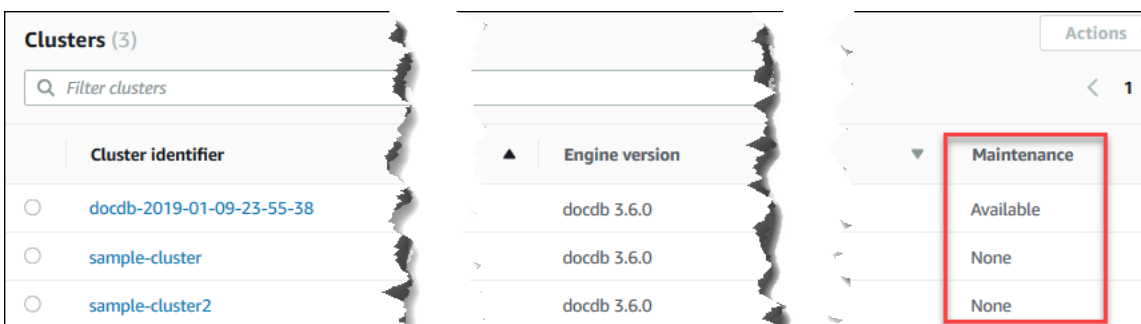 Clusters (3)
Actions
Filter clusters
1
Cluster identifier Engine version Maintenance
docdb-2019-01-09-23-55-38 docdb 3.6.0 Available
sample-cluster docdb 3.6.0 None
sample-cluster2 docdb 3.6.0 None